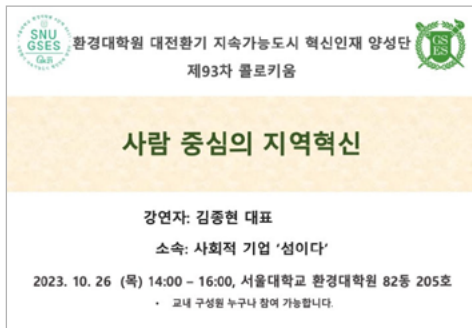 SNU
GSES
환경대학원 대전환기 지속가능도시 혁신인재 양성단
GS
ES
제93차 콜로키움
사람 중심의 지역혁신
강연자: 김종현 대표
소속: 사회적 기업 ‘섬이다’
2023. 10. 26 (목) 14:00 – 16:00, 서울대학교 환경대학원 82동 205호
• 교내 구성원 누구나 참여 가능합니다.